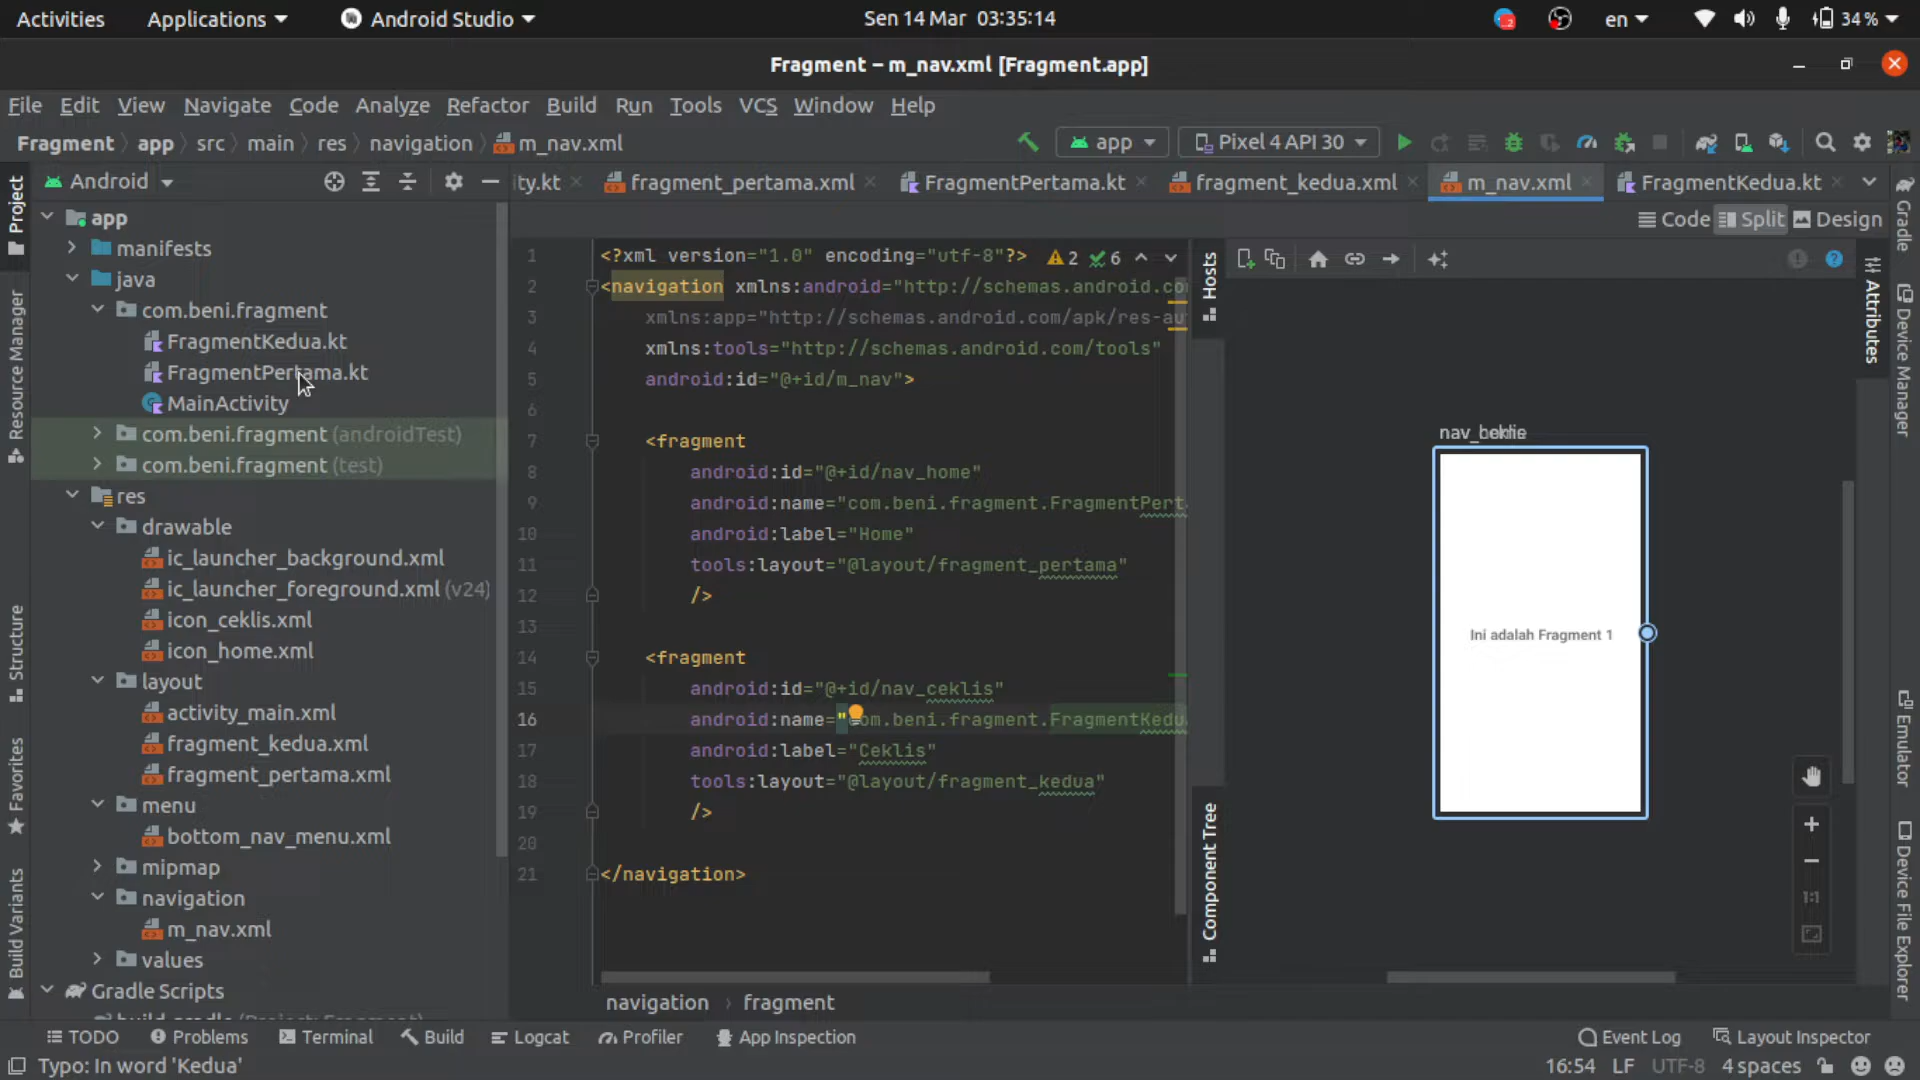 Activities Applications Android Studio Sen 14 Mar 03:35:14 en 34 %
Fragment – m_nav.xml [Fragment.app]
File Edit View Navigate Code Analyze Refactor Build Run Tools VCS Window Help
Fragment app src main res navigation m_nav.xml app Pixel 4 API 30
Project
Resource Manager
Structure
Favorites
Build Variants
Android
app
manifests
java
com.beni.fragment
FragmentKedua.kt
FragmentPertama.kt
MainActivity
com.beni.fragment (androidTest)
com.beni.fragment (test)
res
drawable
ic_launcher_background.xml
ic_launcher_foreground.xml (v24)
icon_ceklis.xml
icon_home.xml
layout
activity_main.xml
fragment_kedua.xml
fragment_pertama.xml
menu
bottom_nav_menu.xml
mipmap
navigation
m_nav.xml
values
Gradle Scripts
ity.kt fragment_pertama.xml FragmentPertama.kt fragment_kedua.xml m_nav.xml FragmentKedua.kt
Code Split Design
2 6
1 <?xml version="1.0" encoding="utf-8"?>
2 <navigation xmlns:android="http://schemas.android.co
3 xmlns:app="http://schemas.android.com/apk/res-au
4 xmlns:tools="http://schemas.android.com/tools"
5 android:id="@+id/m_nav">
6
7 <fragment
8 android:id="@+id/nav_home"
9 android:name="com.beni.fragment.FragmentPert
10 android:label="Home"
11 tools:layout="@layout/fragment_pertama"
12 />
13
14 <fragment
15 android:id="@+id/nav_ceklis"
16 android:name="com.beni.fragment.FragmentKedu
17 android:label="Ceklis"
18 tools:layout="@layout/fragment_kedua"
19 />
20
21 </navigation>
navigation fragment
Hosts
Component Tree
Ini adalah Fragment 1
1:1
Attributes
Gradle
Device Manager
Emulator
Device File Explorer
TODO Problems Terminal Build Logcat Profiler App Inspection Event Log Layout Inspector
Typo: In word 'Kedua' 16:54 LF UTF-8 4 spaces